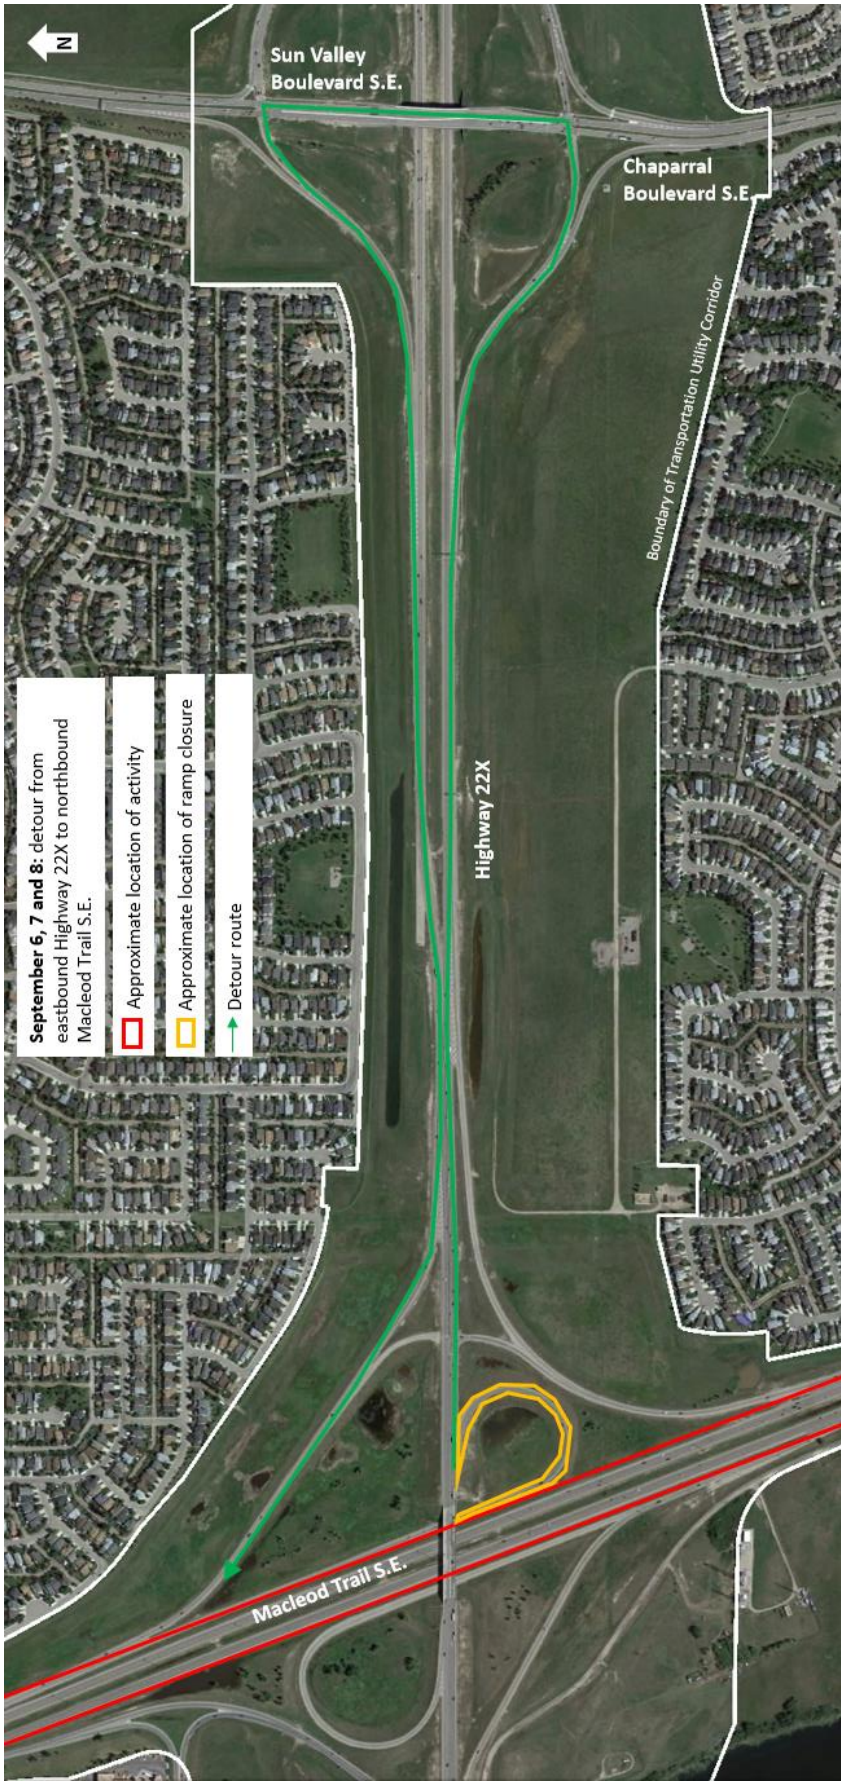 N
Sun Valley
Boulevard S.E.
Chaparral
Boulevard S.E.
Boundary of Transportation Utility Corridor
Highway 22X
September 6, 7 and 8: detour from
eastbound Highway 22X to northbound
Macleod Trail S.E.
Approximate location of activity
Approximate location of ramp closure
Detour route
Macleod Trail S.E.